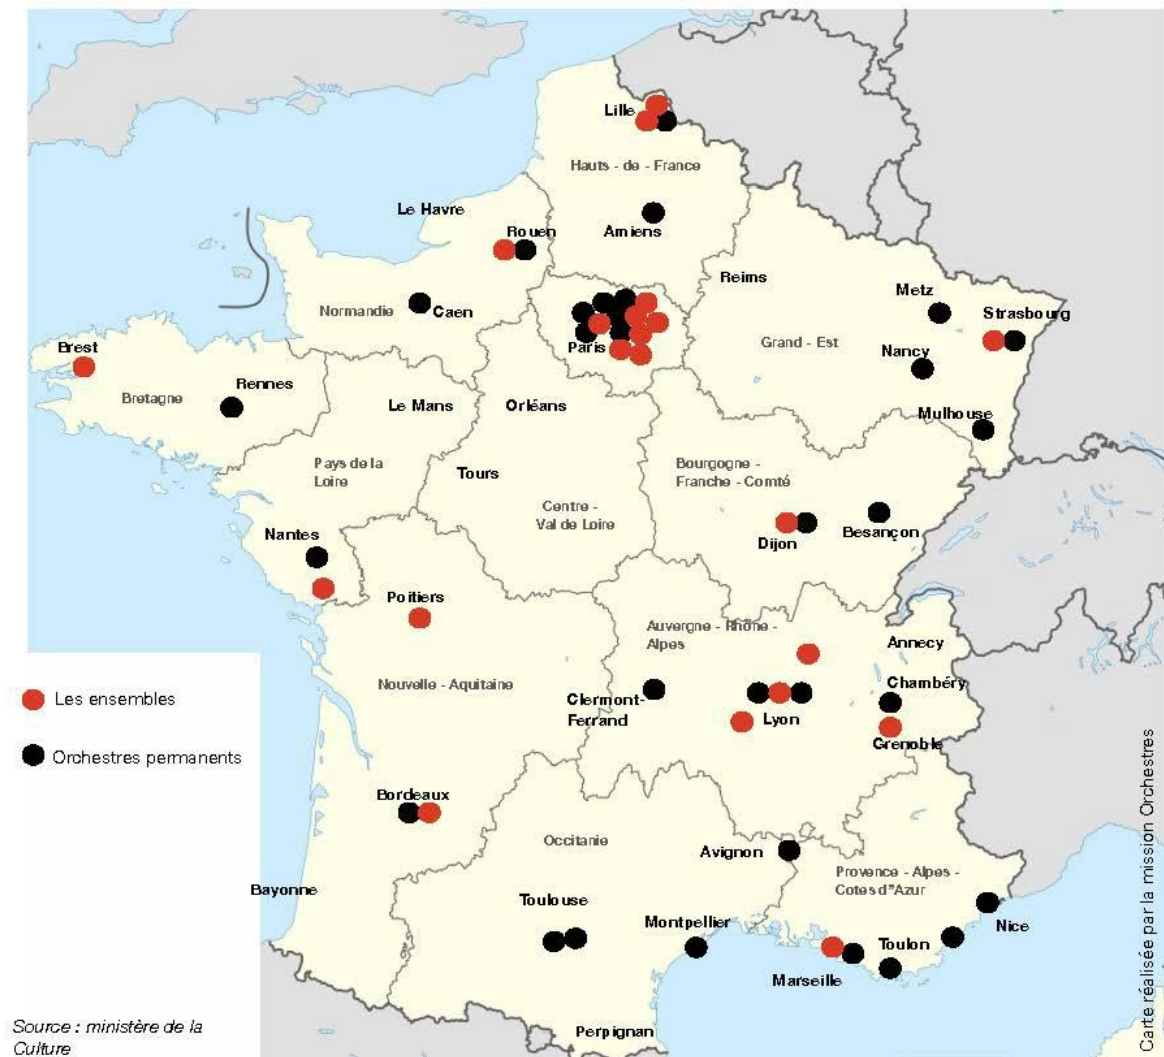 Lille
Hauts - de - France
Le Havre
Rouen
Amiens
Reims
Metz
Normandie
Caen
Strasbourg
Paris
Grand - Est
Brest
Nancy
Rennes
Bretagne
Le Mans
Orléans
Mulhouse
Pays de la
Loire
Tours
Bourgogne -
Franche - Comté
Centre -
Val de Loire
Nantes
Dijon
Besançon
Poitiers
Auvergne - Rhône -
Alpes
Annecy
Nouvelle - Aquitaine
Clermont-
Ferrand
Chambéry
Lyon
Grenoble
Les ensembles
Orchestres permanents
Bordeaux
Occitanie
Avignon
Provence - Alpes -
Cotes d"Azur
Bayonne
Toulouse
Montpellier
Nice
Toulon
Marseille
Perpignan
Source : ministère de la
Culture
Carte réalisée par la mission Orchestres